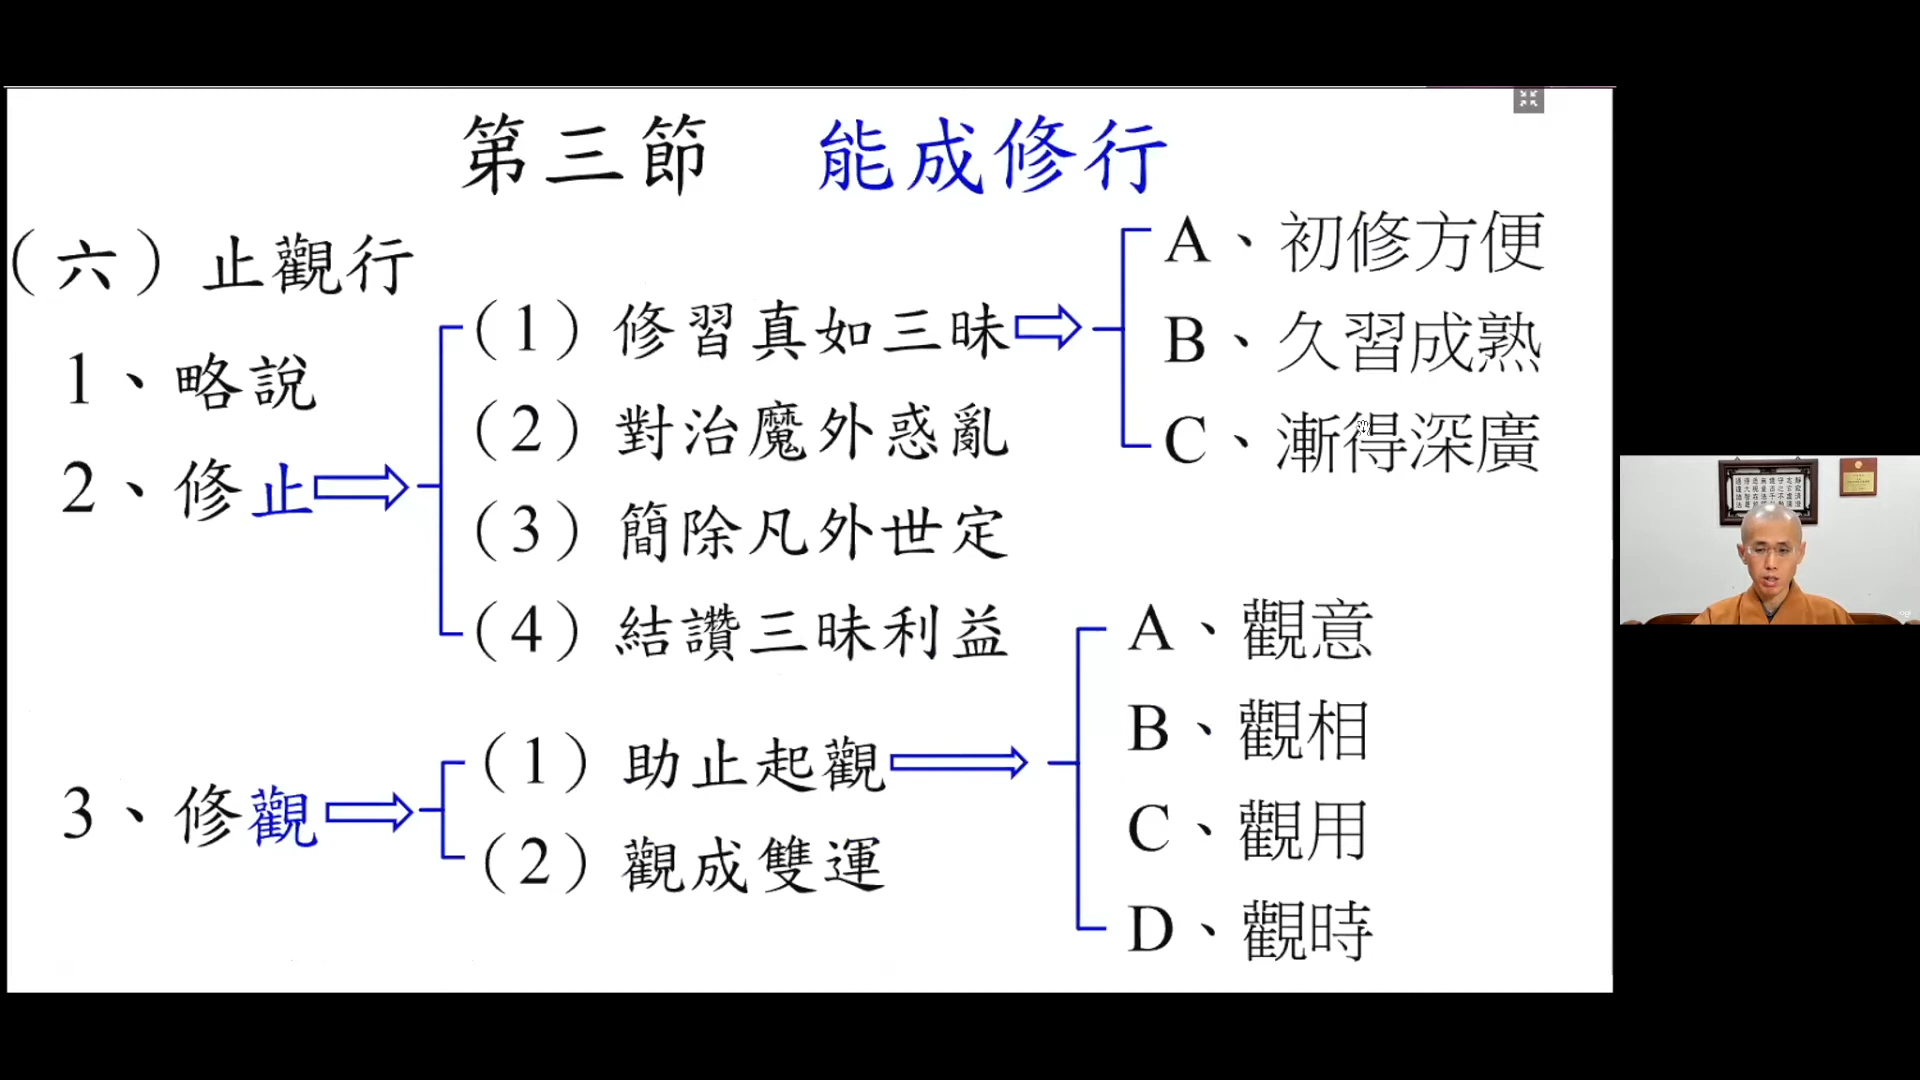 第三節 能成修行
（六）止觀行
1、略說
2、修止
（1）修習真如三昧
A、初修方便
B、久習成熟
C、漸得深廣
（2）對治魔外惑亂
（3）簡除凡外世定
（4）結讚三昧利益
3、修觀
（1）助止起觀
A、觀意
B、觀相
C、觀用
D、觀時
（2）觀成雙運